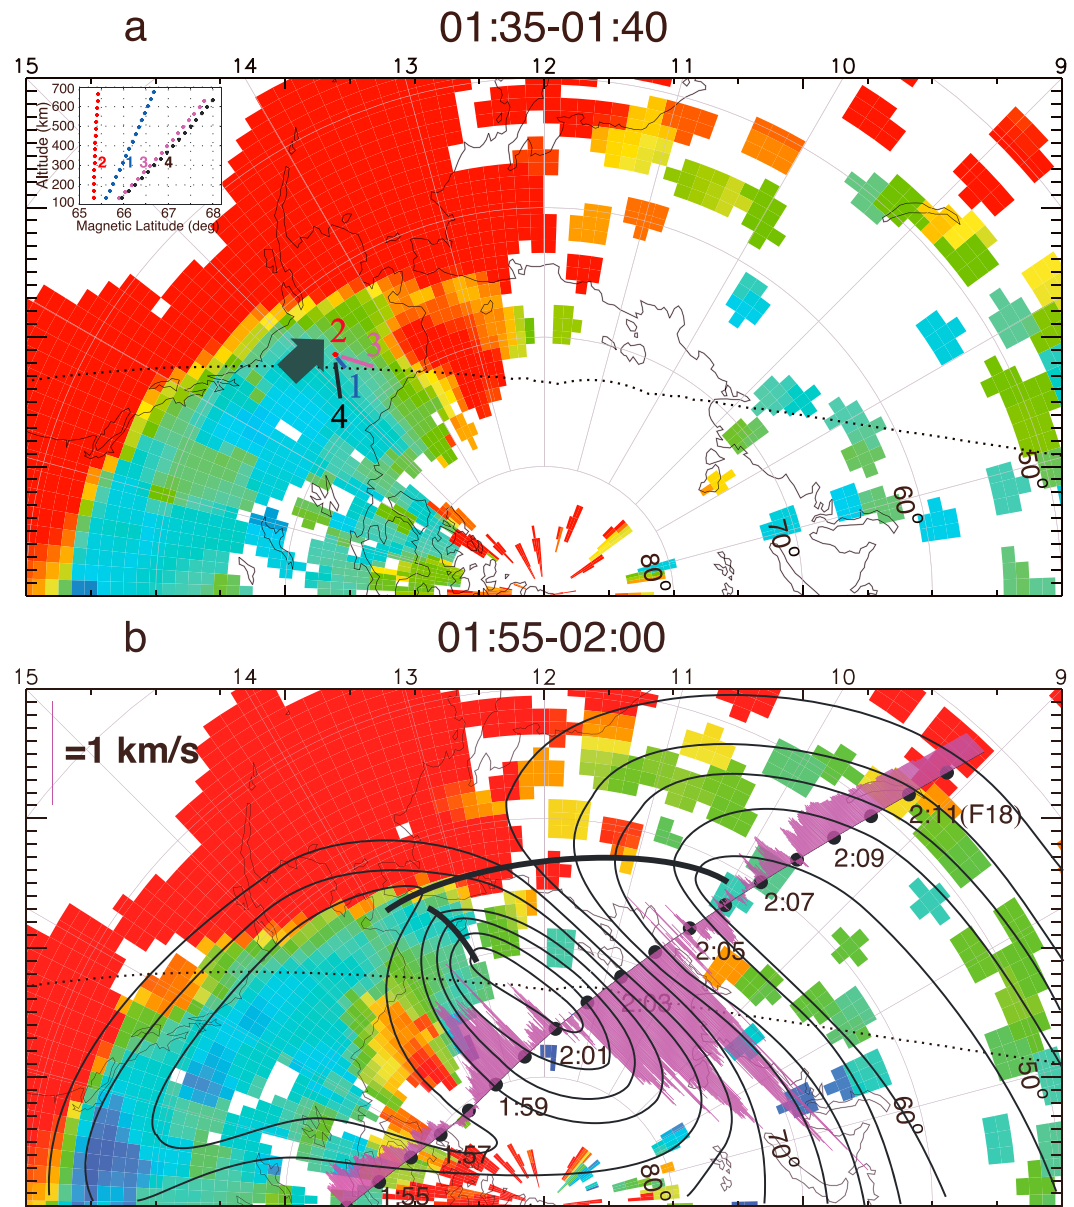 a 01:35-01:40
15 14 13 12 11 10 9
700
600
500
400
300
200
100
Altitude (km)
2 1 3 4
65 66 67 68
Magnetic Latitude (deg)
2
3
1
4
50°
60°
70°
80°
b 01:55-02:00
15 14 13 12 11 10 9
=1 km/s
2:11(F18)
2:09
2:07
2:05
2:03
2:01
1:59
1:57
1:55
50°
60°
70°
80°